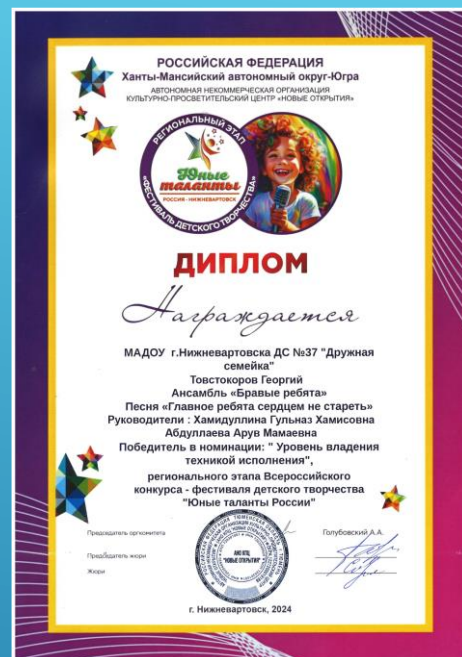 РОССИЙСКАЯ ФЕДЕРАЦИЯ
Ханты-Мансийский автономный округ-Югра
АВТОНОМНАЯ НЕКОММЕРЧЕСКАЯ ОРГАНИЗАЦИЯ
КУЛЬТУРНО-ПРОСВЕТИТЕЛЬСКИЙ ЦЕНТР «НОВЫЕ ОТКРЫТИЯ»
РЕГИОНАЛЬНЫЙ ЭТАП
Юные
таланты
РОССИЯ - НИЖНЕВАРТОВСК
«ФЕСТИВАЛЬ ДЕТСКОГО ТВОРЧЕСТВА»
ДИПЛОМ
Награждается
МАДОУ г.Нижневартовска ДС №37 "Дружная
семейка"
Товстокоров Георгий
Ансамбль «Бравые ребята»
Песня «Главное ребята сердцем не стареть»
Руководители : Хамидуллина Гульназ Хамисовна
Абдуллаева Арув Мамаевна
Победитель в номинации: " Уровень владения
техникой исполнения",
регионального этапа Всероссийского
конкурса - фестиваля детского творчества
"Юные таланты России"
Председатель оргкомитета
Голубовский А.А.
Председатель жюри
Жюри
АНО КПЦ
"НОВЫЕ ОТКРЫТИЯ"
г. Нижневартовск, 2024